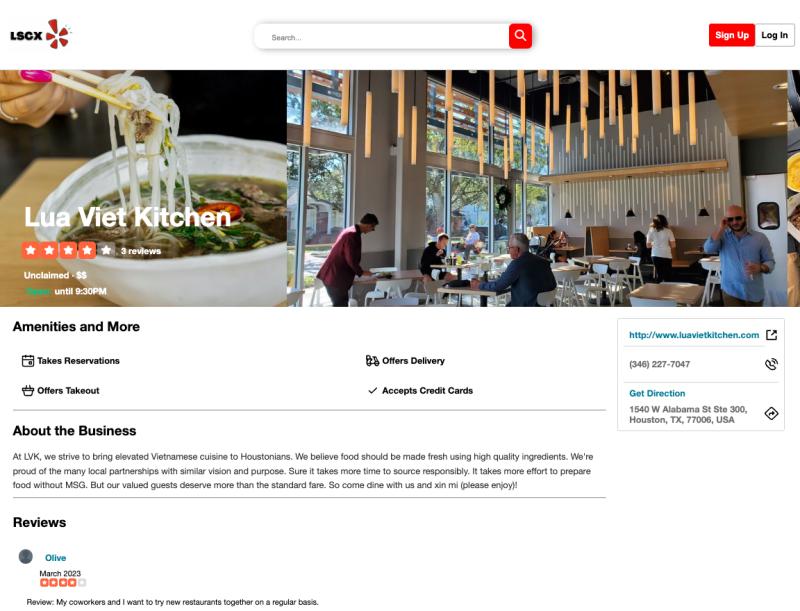 LSCX
Search...
Sign Up
Log In
Lua Viet Kitchen
3 reviews
Unclaimed · $$
Open until 9:30PM
Amenities and More
Takes Reservations
Offers Delivery
Offers Takeout
Accepts Credit Cards
http://www.luavietkitchen.com
(346) 227-7047
Get Direction
1540 W Alabama St Ste 300,
Houston, TX, 77006, USA
About the Business
At LVK, we strive to bring elevated Vietnamese cuisine to Houstonians. We believe food should be made fresh using high quality ingredients. We're
proud of the many local partnerships with similar vision and purpose. Sure it takes more time to source responsibly. It takes more effort to prepare
food without MSG. But our valued guests deserve more than the standard fare. So come dine with us and xin mi (please enjoy)!
Reviews
Olive
March 2023
Review: My coworkers and I want to try new restaurants together on a regular basis.